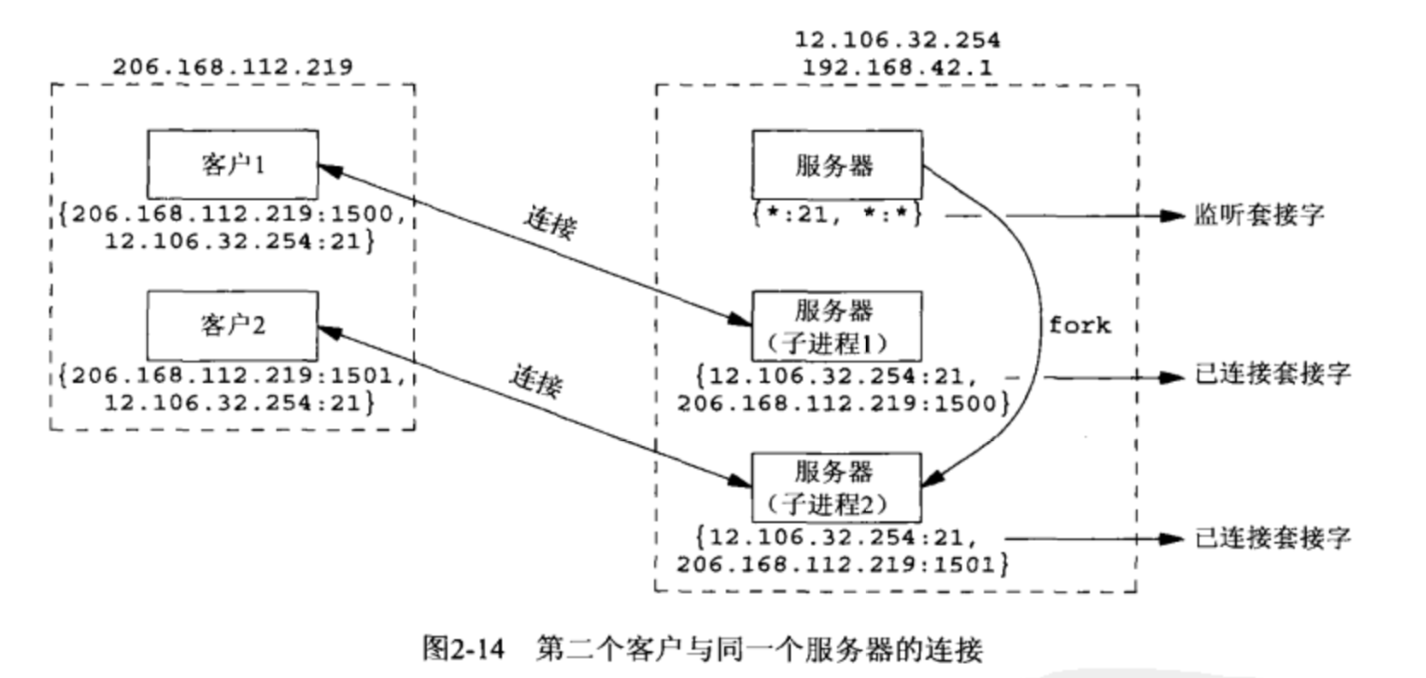 206.168.112.219
12.106.32.254
192.168.42.1
客户1
{206.168.112.219:1500,
12.106.32.254:21}
客户2
{206.168.112.219:1501,
12.106.32.254:21}
连接
连接
服务器
{*:21, *:*}
监听套接字
服务器
(子进程1)
{12.106.32.254:21,
206.168.112.219:1500}
fork
已连接套接字
服务器
(子进程2)
{12.106.32.254:21,
206.168.112.219:1501}
已连接套接字
图2-14 第二个客户与同一个服务器的连接